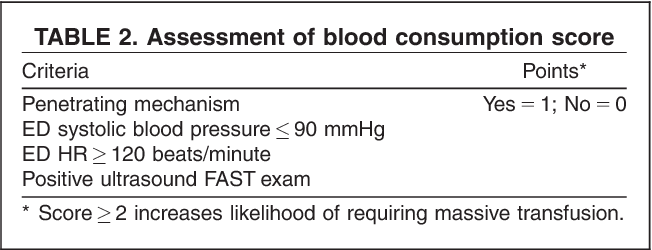 TABLE 2. Assessment of blood consumption score
Criteria Points*
Penetrating mechanism Yes = 1; No = 0
ED systolic blood pressure ≤ 90 mmHg
ED HR ≥ 120 beats/minute
Positive ultrasound FAST exam
* Score ≥ 2 increases likelihood of requiring massive transfusion.